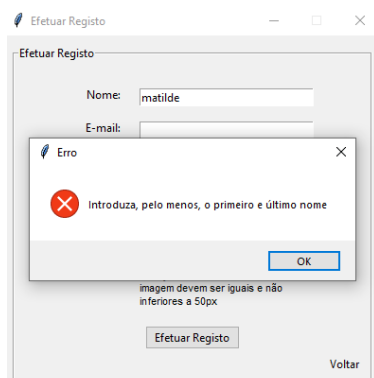 Efetuar Registo
Efetuar Registo
Nome:
matilde
E-mail:
Erro
Introduza, pelo menos, o primeiro e último nome
OK
imagem devem ser iguais e não
inferiores a 50px
Efetuar Registo
Voltar